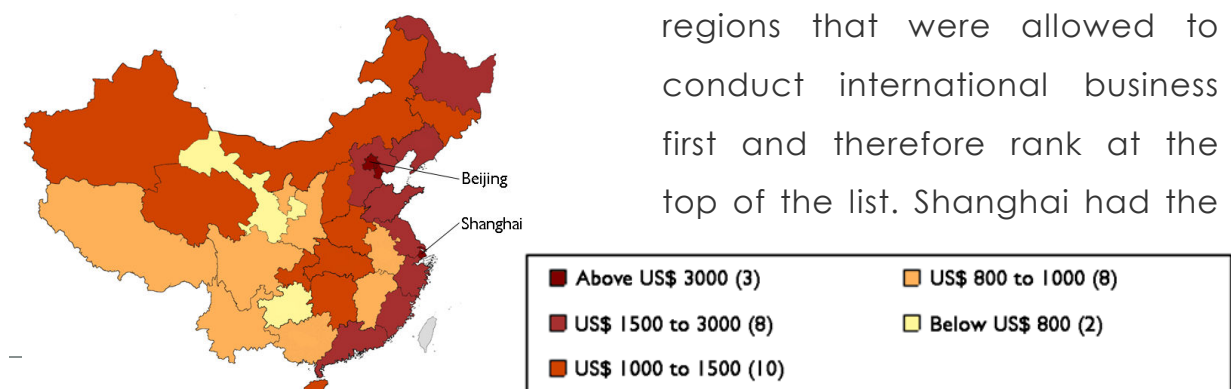 regions that were allowed to
conduct international business
first and therefore rank at the
top of the list. Shanghai had the
Beijing
Shanghai
Above US$ 3000 (3)
US$ 1500 to 3000 (8)
US$ 1000 to 1500 (10)
US$ 800 to 1000 (8)
Below US$ 800 (2)